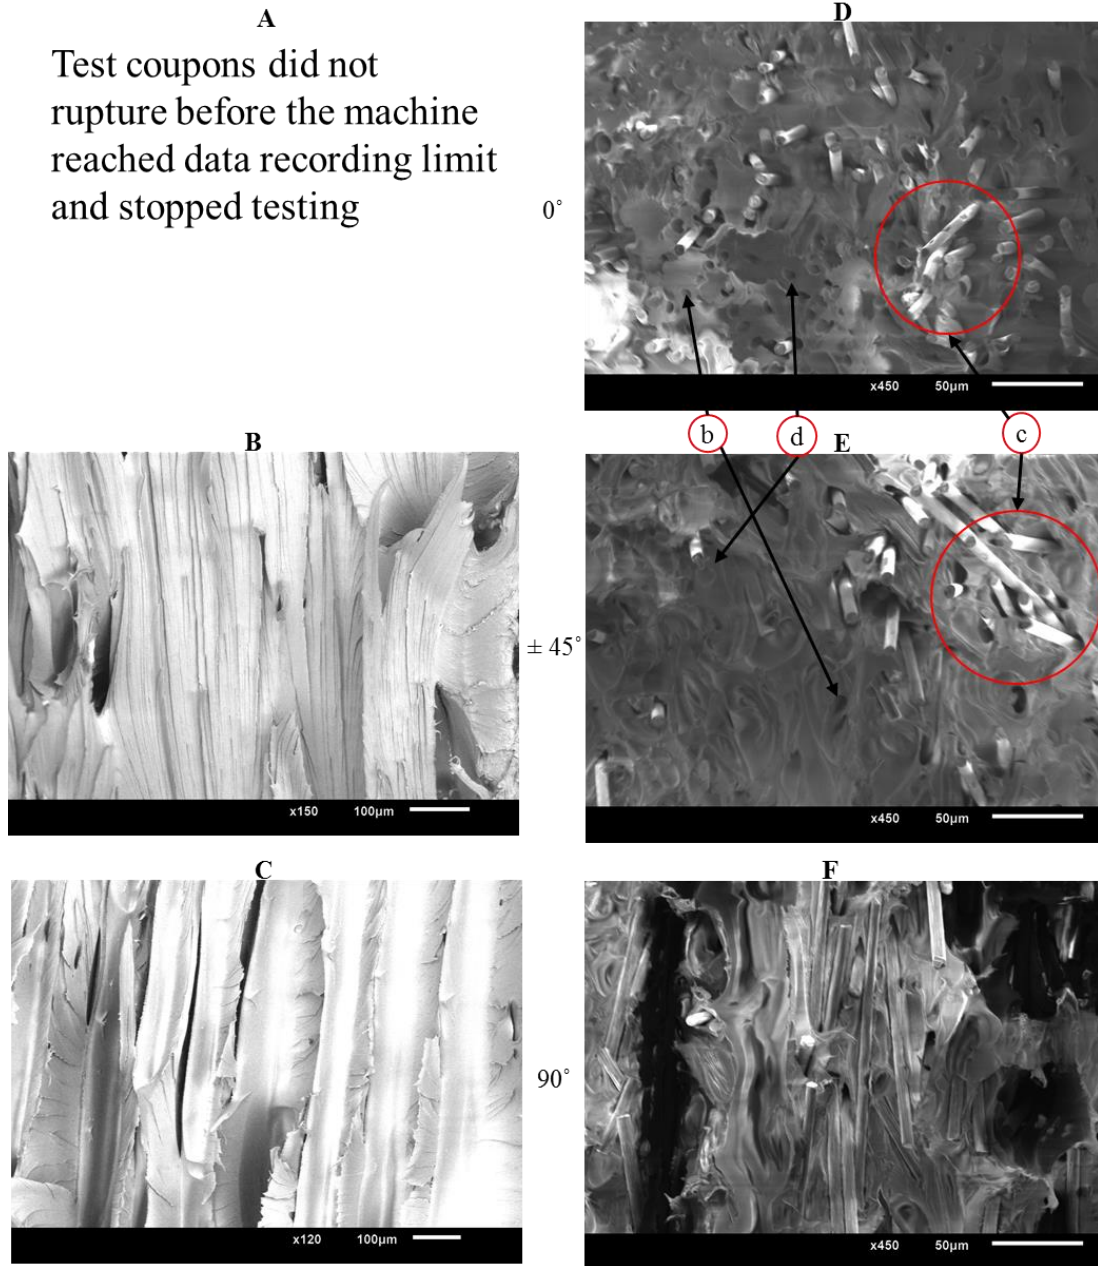 A
Test coupons did not
rupture before the machine
reached data recording limit
and stopped testing
D
0°
x450 50µm
b
d
c
B
E
± 45°
x150 100µm
x450 50µm
C
F
90°
x120 100µm
x450 50µm